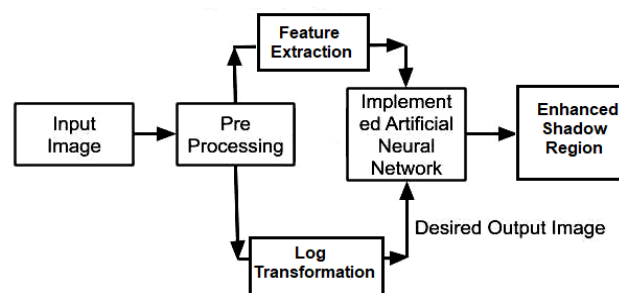 Feature
Extraction
Input
Image
Pre
Processing
Implement
ed Artificial
Neural
Network
Enhanced
Shadow
Region
Desired Output Image
Log
Transformation